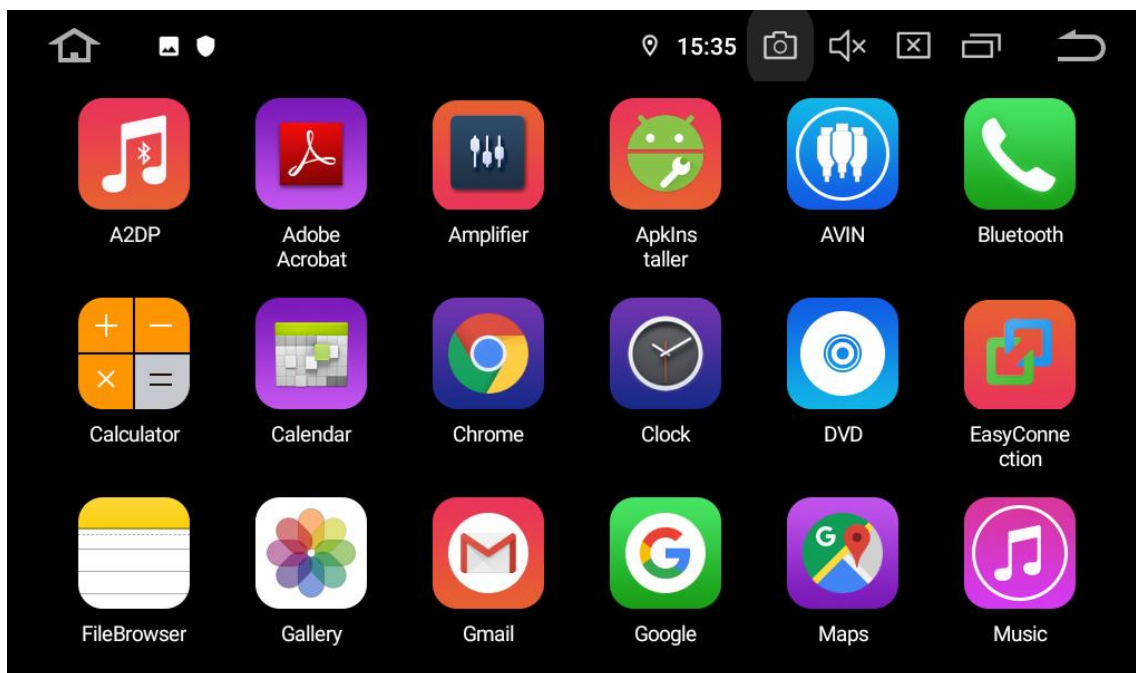 15:35
A2DP
Adobe
Acrobat
Amplifier
ApkIns
taller
AVIN
Bluetooth
Calculator
Calendar
Chrome
Clock
DVD
EasyConne
ction
FileBrowser
Gallery
Gmail
G
Google
G
Maps
Music